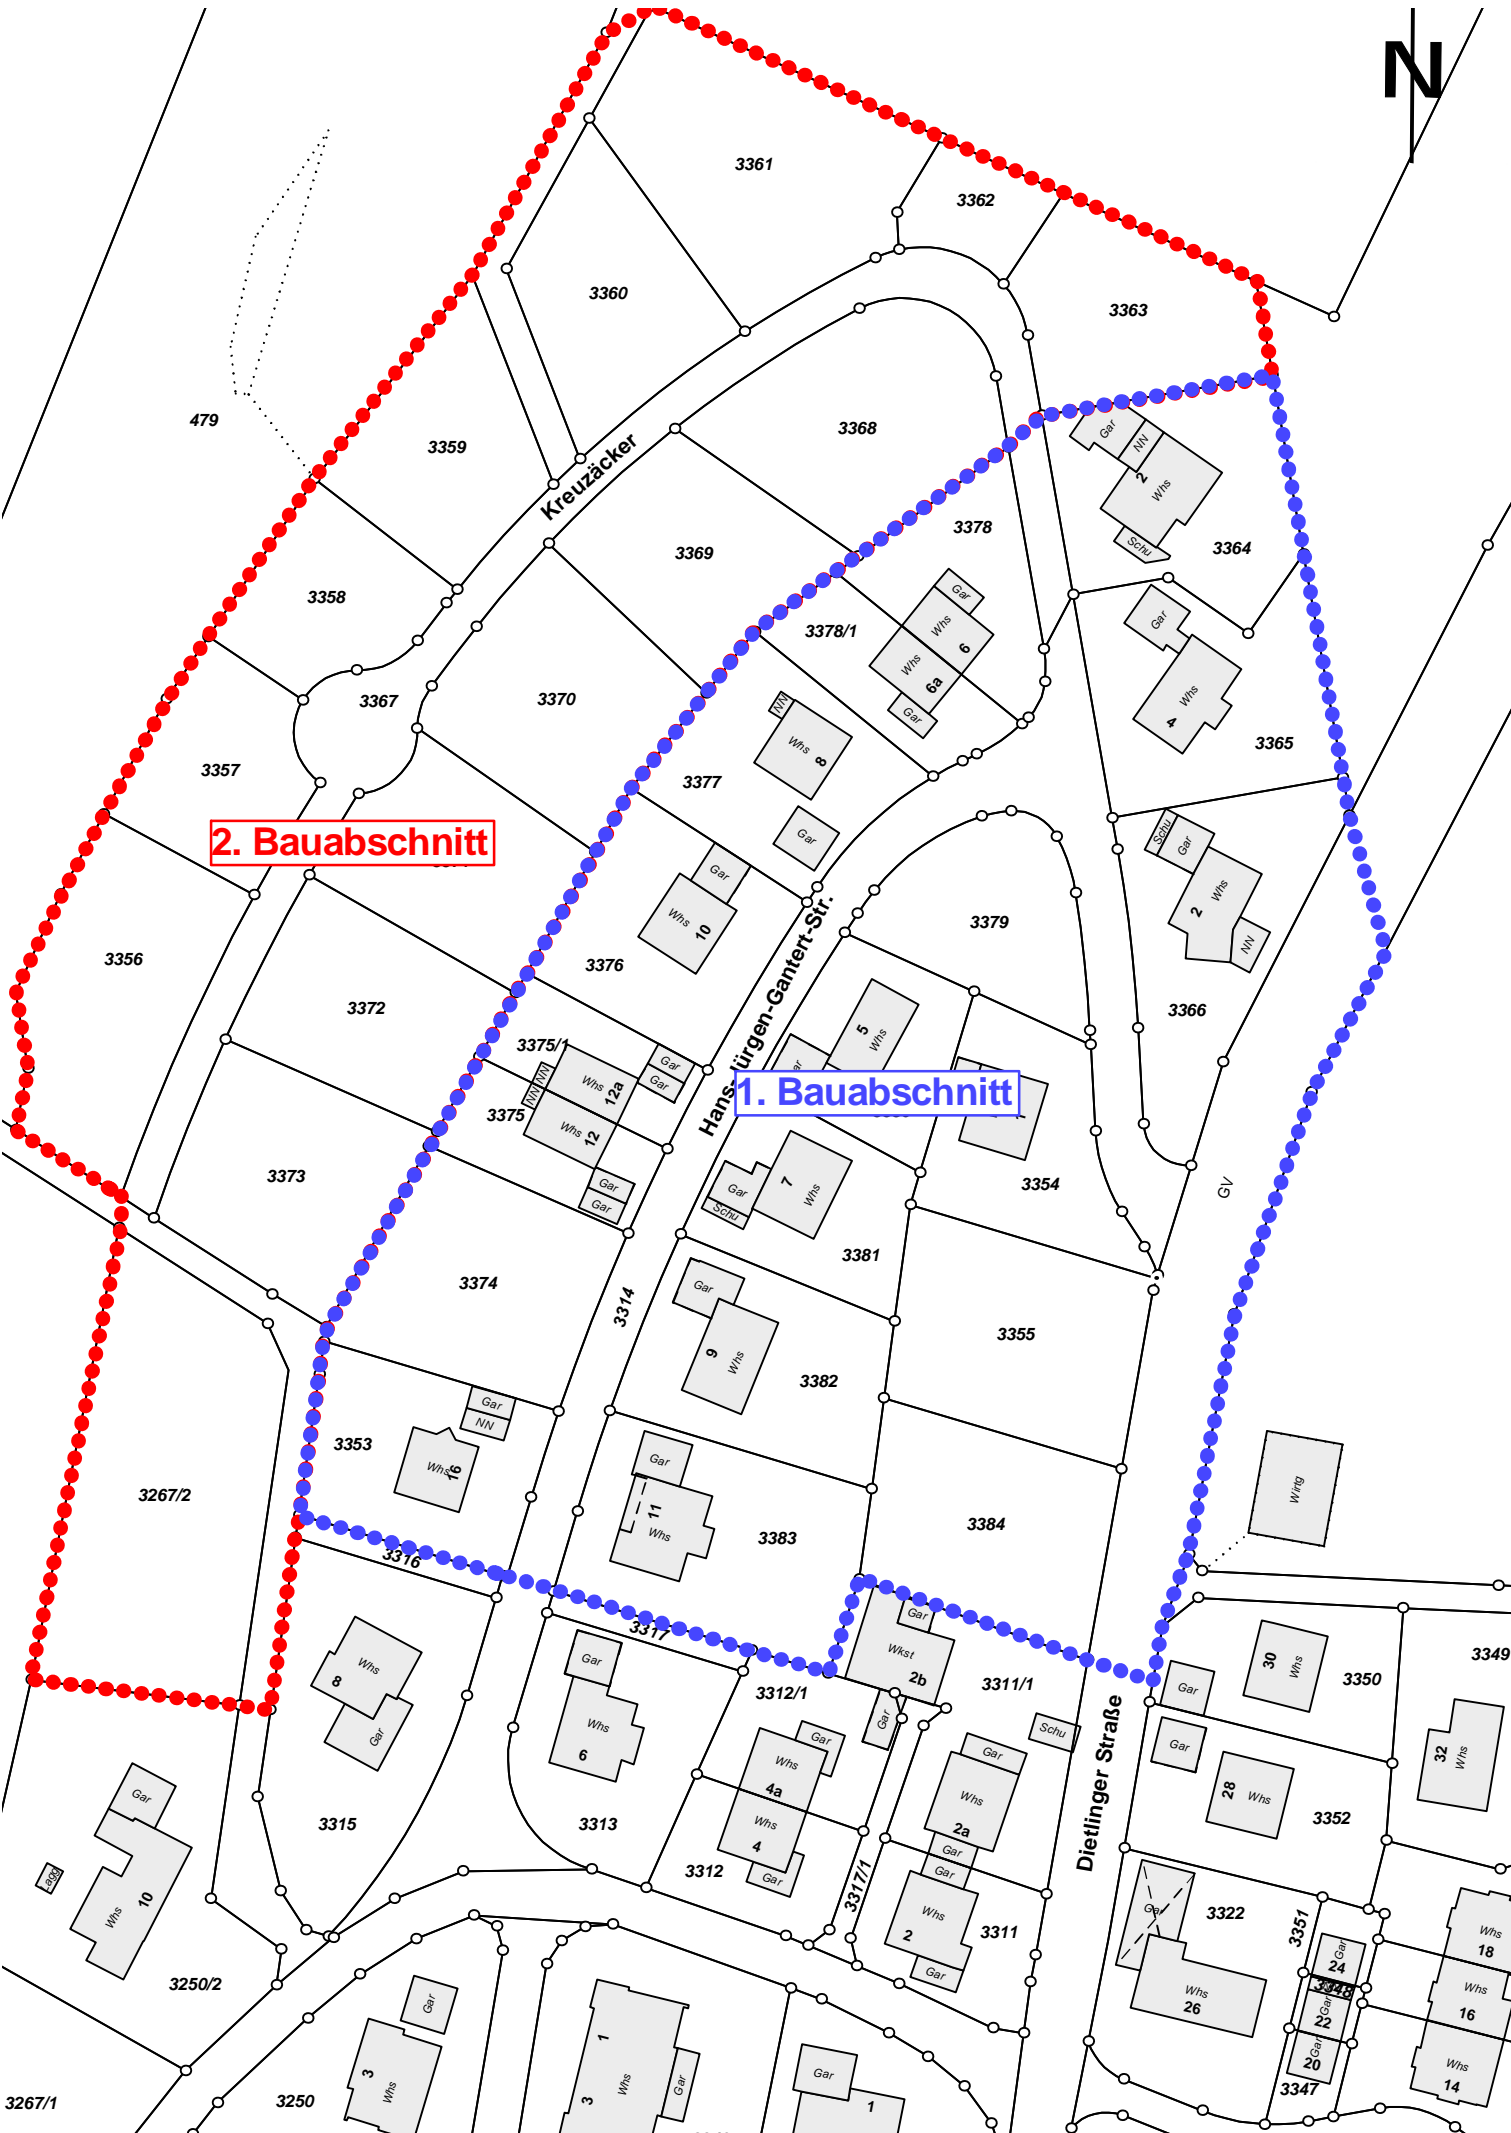 N
3361
3362
3360
3363
479
3359
3368
Kreuzäcker
Gar
NN
2
Whs
Schu
3378
3364
3369
3358
Gar
Whs
6
3378/1
Whs
6a
Gar
Gar
Whs
4
3367
3370
NN
Whs
8
3365
3357
3377
Gar
2. Bauabschnitt
Schu
Gar
Whs
2
NN
Gar
Whs
10
Hans-Jürgen-Gantert-Str.
3379
3356
3376
3372
5
Whs
3366
3375/1
Gar
Gar
NN
NN
Whs
12a
3375
Whs
12
1. Bauabschnitt
Gar
Gar
3373
Gar
Schu
7
Whs
3354
GV
3381
3374
3314
Gar
9
Whs
3355
3382
Gar
NN
3353
Whs
16
Gar
11
Whs
3383
3384
Wirtg
3267/2
3316
3317
Gar
Wkst
2b
3311/1
3312/1
Whs
8
Gar
Gar
Whs
6
Gar
Gar
Whs
4a
Whs
4
Gar
Schu
Gar
Whs
2a
Gar
Gar
Dietlinger Straße
Gar
Gar
30
Whs
3350
3349
32
Whs
28
Whs
3352
3315
3313
3312
3317/1
Whs
2
Gar
3311
Gar
Whs
10
3250/2
Gar
3322
3351
Whs
26
Gar
24
3348
Gar
22
Gar
20
3347
Whs
18
Whs
16
Whs
14
3267/1
3250
Gar
3
Whs
1
3
Whs
Gar
Gar
1